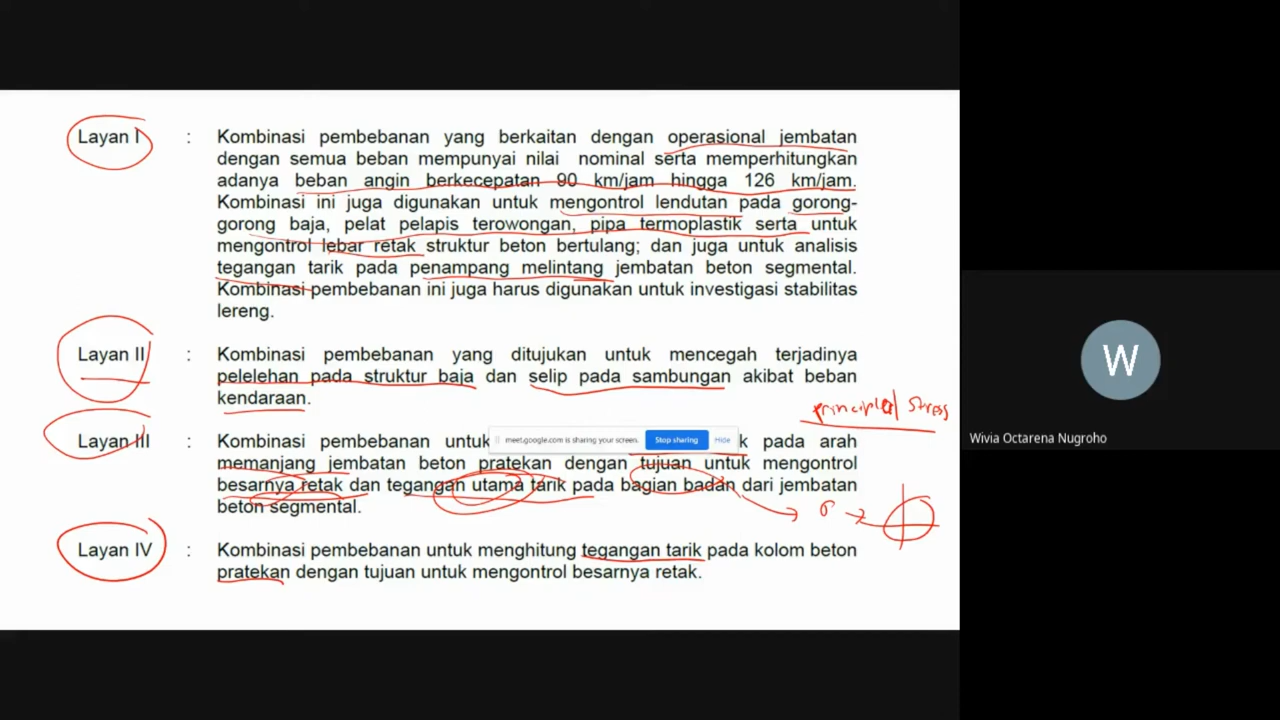 Layan I : Kombinasi pembebanan yang berkaitan dengan operasional jembatan
dengan semua beban mempunyai nilai nominal serta memperhitungkan
adanya beban angin berkecepatan 90 km/jam hingga 126 km/jam.
Kombinasi ini juga digunakan untuk mengontrol lendutan pada gorong-
gorong baja, pelat pelapis terowongan, pipa termoplastik serta untuk
mengontrol lebar retak struktur beton bertulang; dan juga untuk analisis
tegangan tarik pada penampang melintang jembatan beton segmental.
Kombinasi pembebanan ini juga harus digunakan untuk investigasi stabilitas
lereng.
Layan II : Kombinasi pembebanan yang ditujukan untuk mencegah terjadinya
pelelehan pada struktur baja dan selip pada sambungan akibat beban
kendaraan.
principal stress
Layan III : Kombinasi pembebanan untuk pada arah
meet.google.com is sharing your screen. Stop sharing Hide
memanjang jembatan beton pratekan dengan tujuan untuk mengontrol
besarnya retak dan tegangan utama tarik pada bagian badan dari jembatan
beton segmental.
σ
Layan IV : Kombinasi pembebanan untuk menghitung tegangan tarik pada kolom beton
pratekan dengan tujuan untuk mengontrol besarnya retak.
W
Wivia Octarena Nugroho